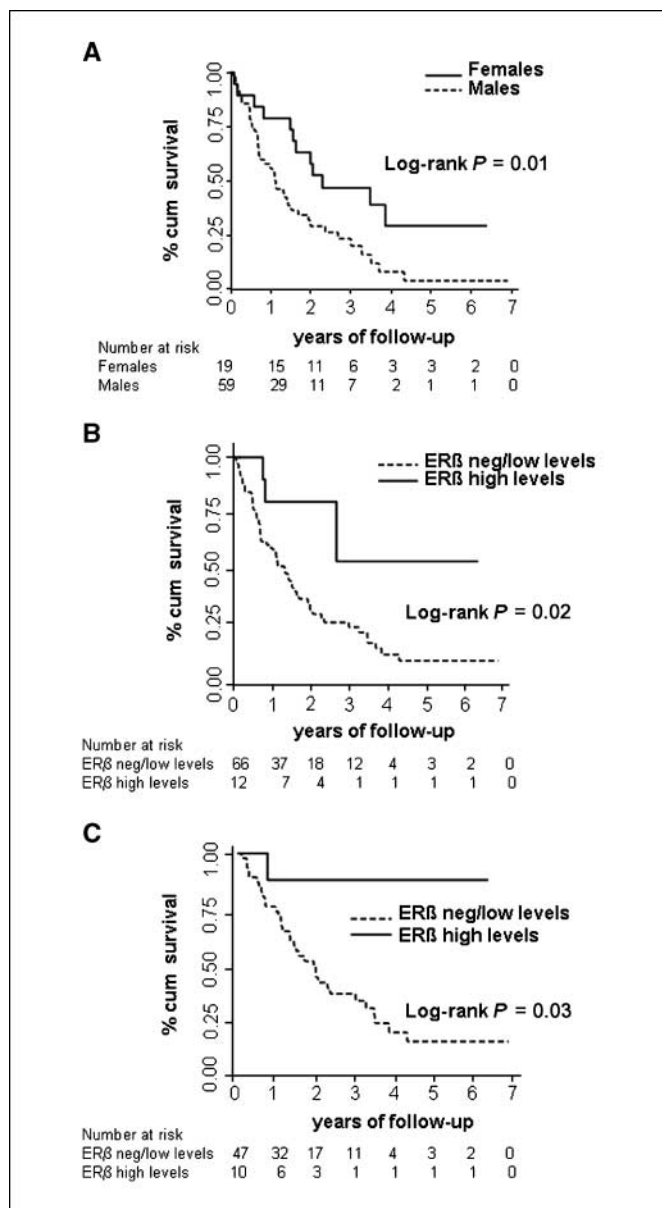 A
Females
Males
Log-rank P = 0.01
% cum survival
1.00
0.75
0.50
0.25
0.00
0 1 2 3 4 5 6 7
years of follow-up
Number at risk
Females 19 15 11 6 3 3 2 0
Males 59 29 11 7 2 1 1 0
B
ERß neg/low levels
ERß high levels
Log-rank P = 0.02
% cum survival
1.00
0.75
0.50
0.25
0.00
0 1 2 3 4 5 6 7
years of follow-up
Number at risk
ERβ neg/low levels 66 37 18 12 4 3 2 0
ERβ high levels 12 7 4 1 1 1 1 0
C
ERß neg/low levels
ERß high levels
Log-rank P = 0.03
% cum survival
1.00
0.75
0.50
0.25
0.00
0 1 2 3 4 5 6 7
years of follow-up
Number at risk
ERβ neg/low levels 47 32 17 11 4 3 2 0
ERβ high levels 10 6 3 1 1 1 1 0